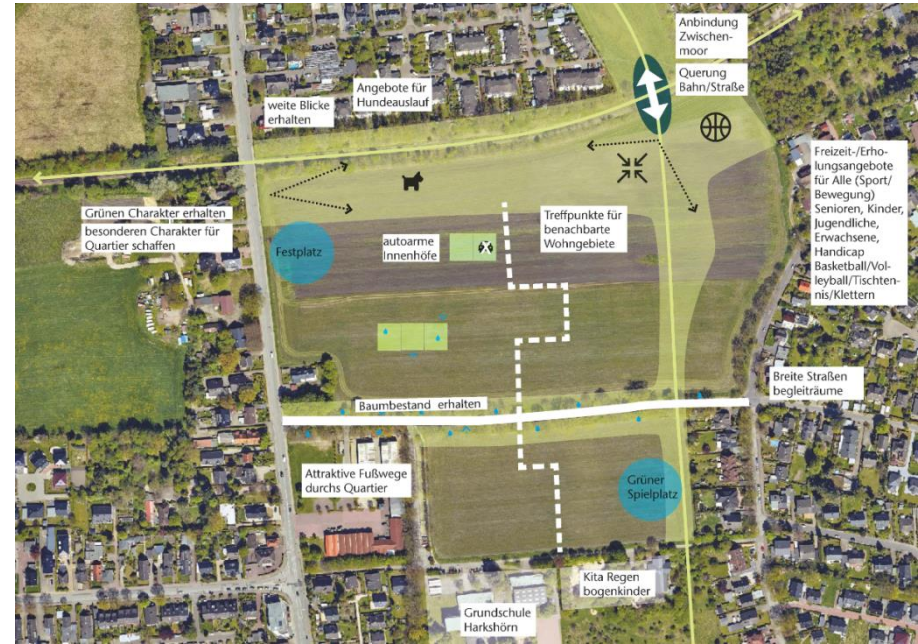 Anbindung
Zwischen-
moor
Querung
Bahn/Straße
weite Blicke
erhalten
Angebote für
Hundeauslauf
Freizeit-/Erho-
lungsangebote
für Alle (Sport/
Bewegung)
Senioren, Kinder,
Jugendliche,
Erwachsene,
Handicap
Basketball/Vol-
leyball/Tischten-
nis/Klettern
Grünen Charakter erhalten
besonderen Charakter für
Quartier schaffen
Festplatz
autoarme
Innenhöfe
Treffpunkte für
benachbarte
Wohngebiete
Breite Straßen
begleiträume
Baumbestand erhalten
Attraktive Fußwege
durchs Quartier
Grüner
Spielplatz
Kita Regen
bogenkinder
Grundschule
Harkshörn